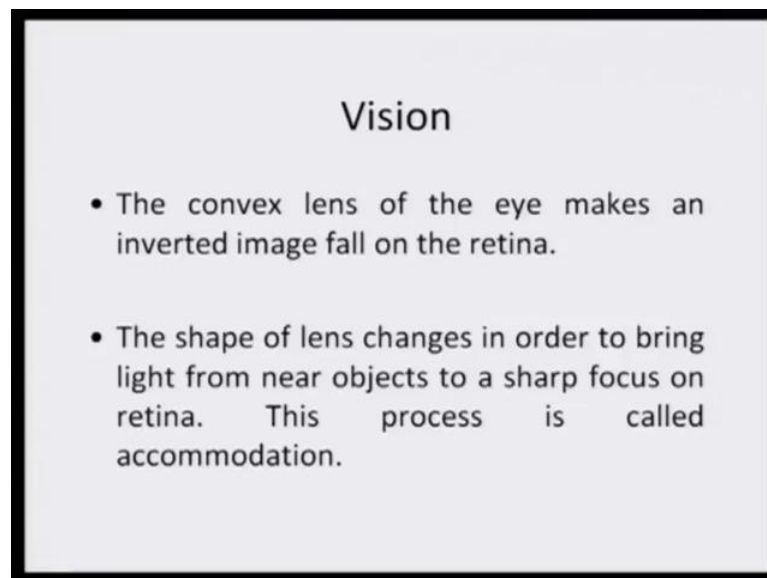 Vision
• The convex lens of the eye makes an
inverted image fall on the retina.
• The shape of lens changes in order to bring
light from near objects to a sharp focus on
retina. This process is called
accommodation.